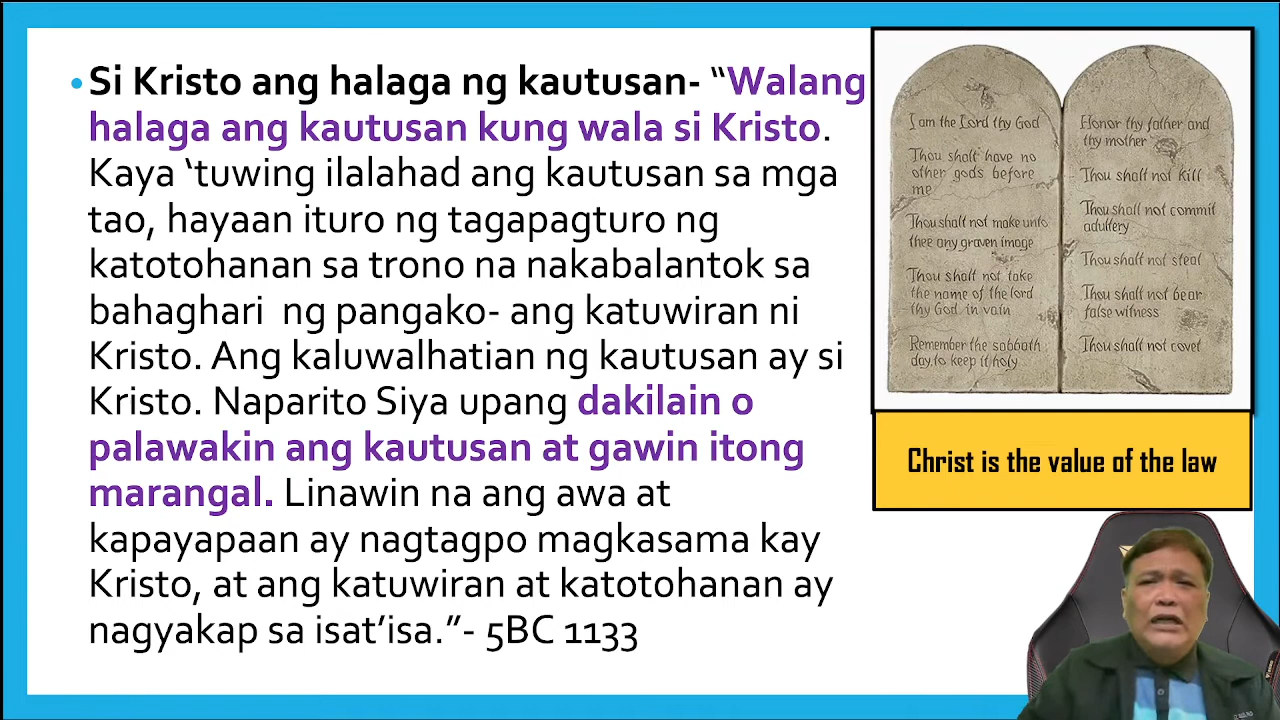 •Si Kristo ang halaga ng kautusan- “Walang
halaga ang kautusan kung wala si Kristo.
Kaya ‘tuwing ilalahad ang kautusan sa mga
tao, hayaan ituro ng tagapagturo ng
katotohanan sa trono na nakabalantok sa
bahaghari ng pangako- ang katuwiran ni
Kristo. Ang kaluwalhatian ng kautusan ay si
Kristo. Naparito Siya upang dakilain o
palawakin ang kautusan at gawin itong
marangal. Linawin na ang awa at
kapayapaan ay nagtagpo magkasama kay
Kristo, at ang katuwiran at katotohanan ay
nagyakap sa isat’isa.”- 5BC 1133
I am the Lord thy God
Thou shalt have no
other gods before
me
Thou shalt not make unto
thee any graven image
Thou shalt not take
the name of the lord
thy God in vain
Remember the sabbath
day,to keep it holy
Honor thy father and
thy mother
Thou shalt not kill
Thou shalt not commit
adultery
Thou shalt not steal
Thou shalt not bear
false witness
Thou shalt not covet
Christ is the value of the law